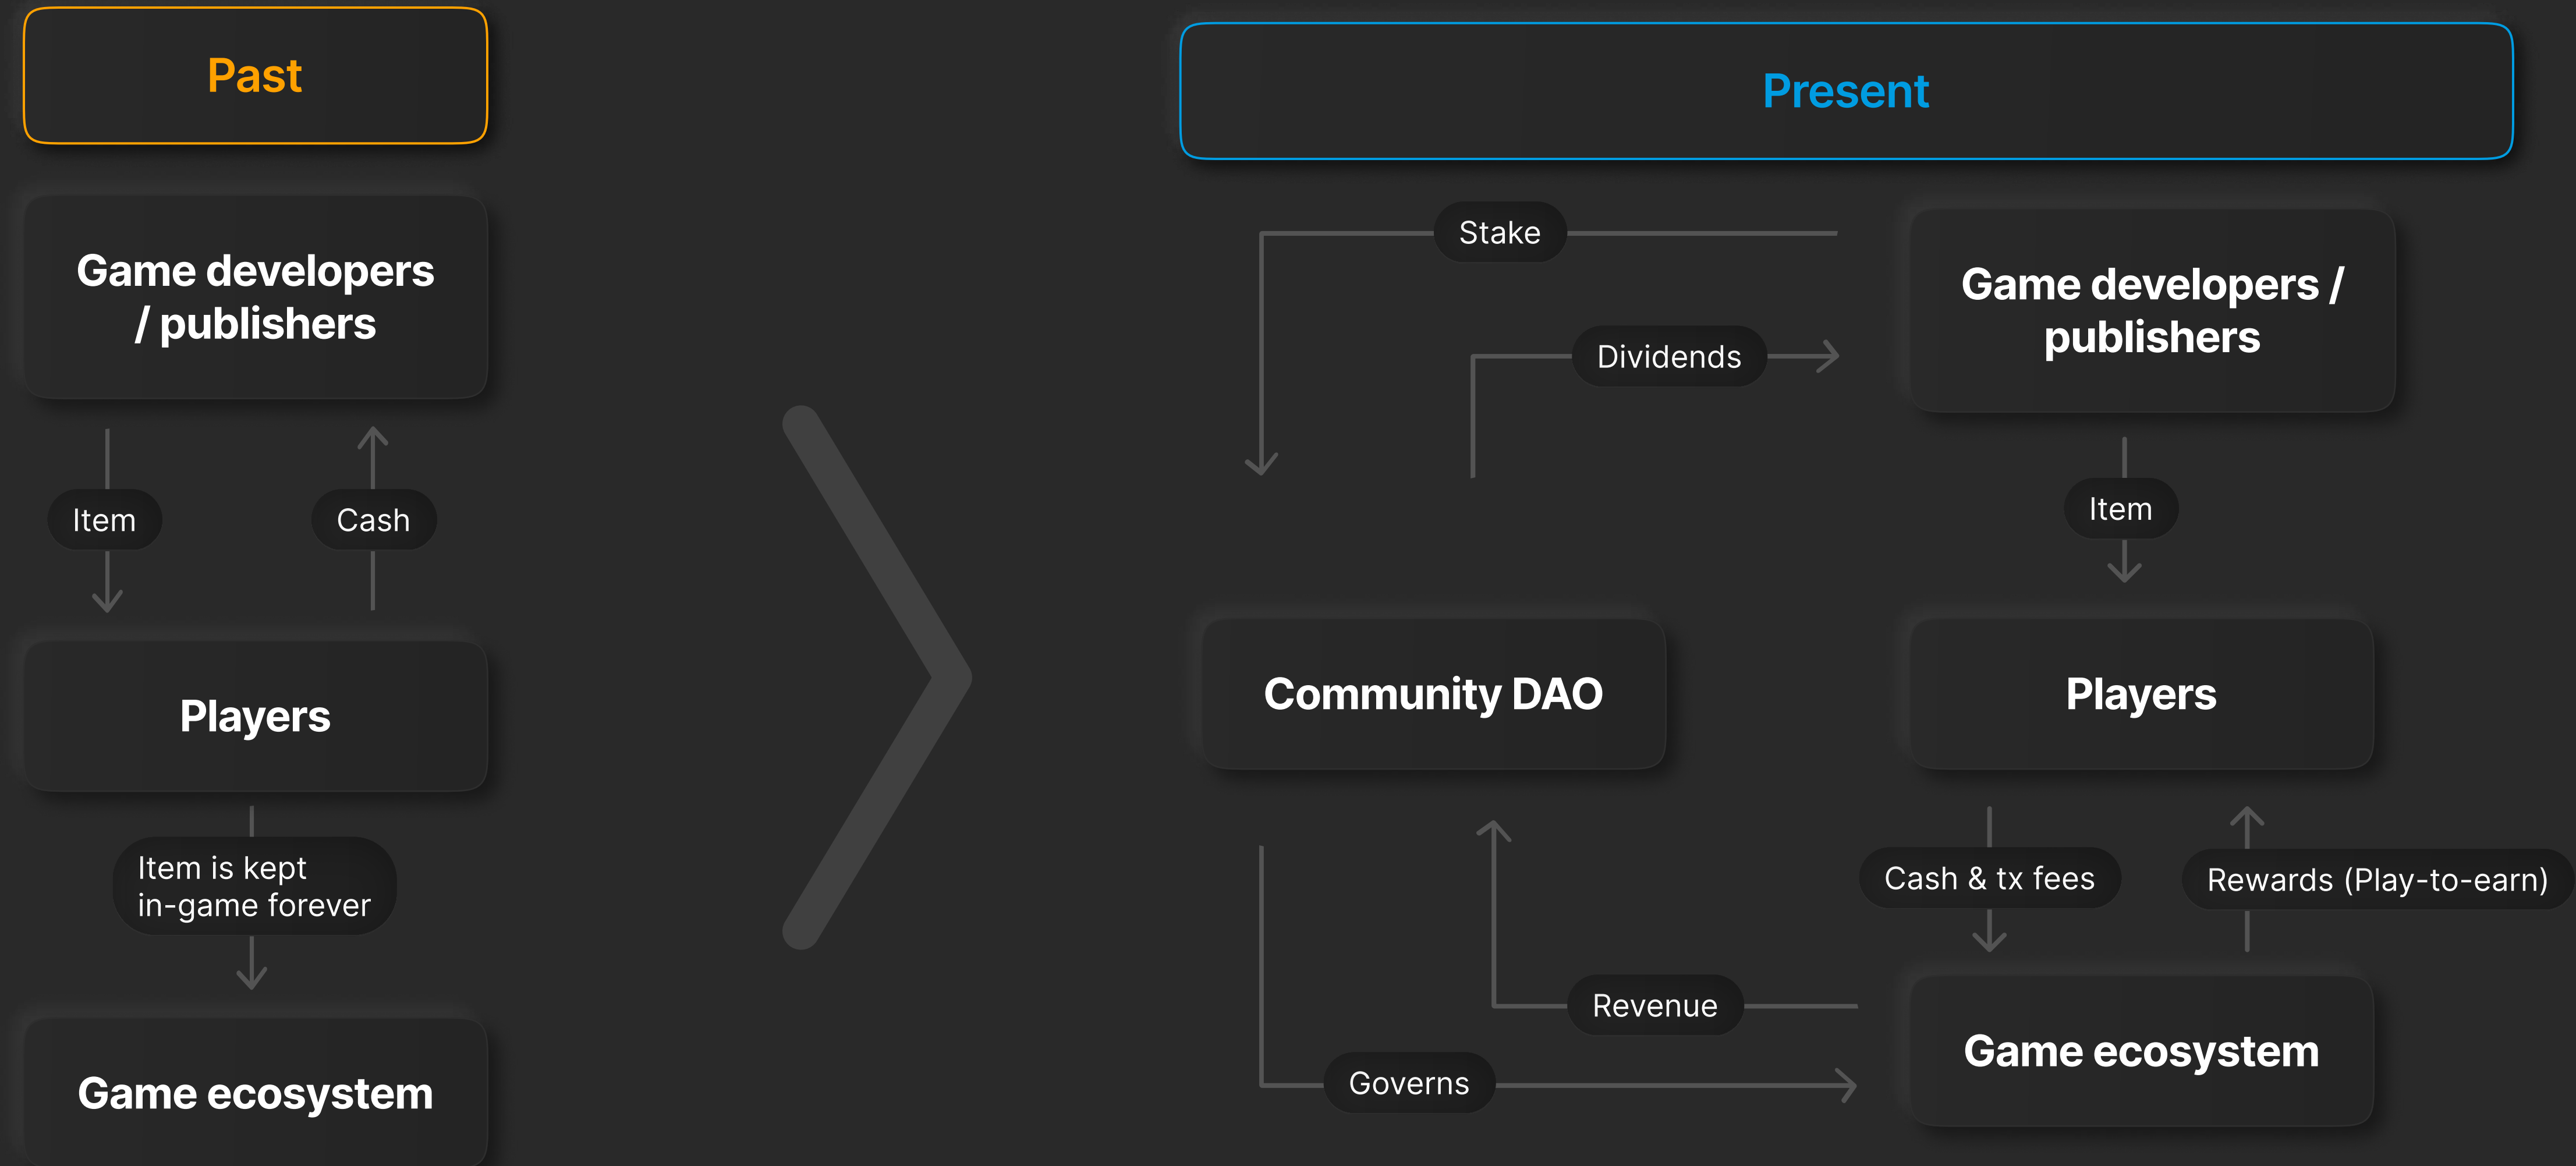 Past
Game developers
/ publishers
Item
Cash
Players
Item is kept
in-game forever
Game ecosystem
Present
Stake
Dividends
Game developers /
publishers
Item
Community DAO
Players
Cash & tx fees
Rewards (Play-to-earn)
Revenue
Governs
Game ecosystem